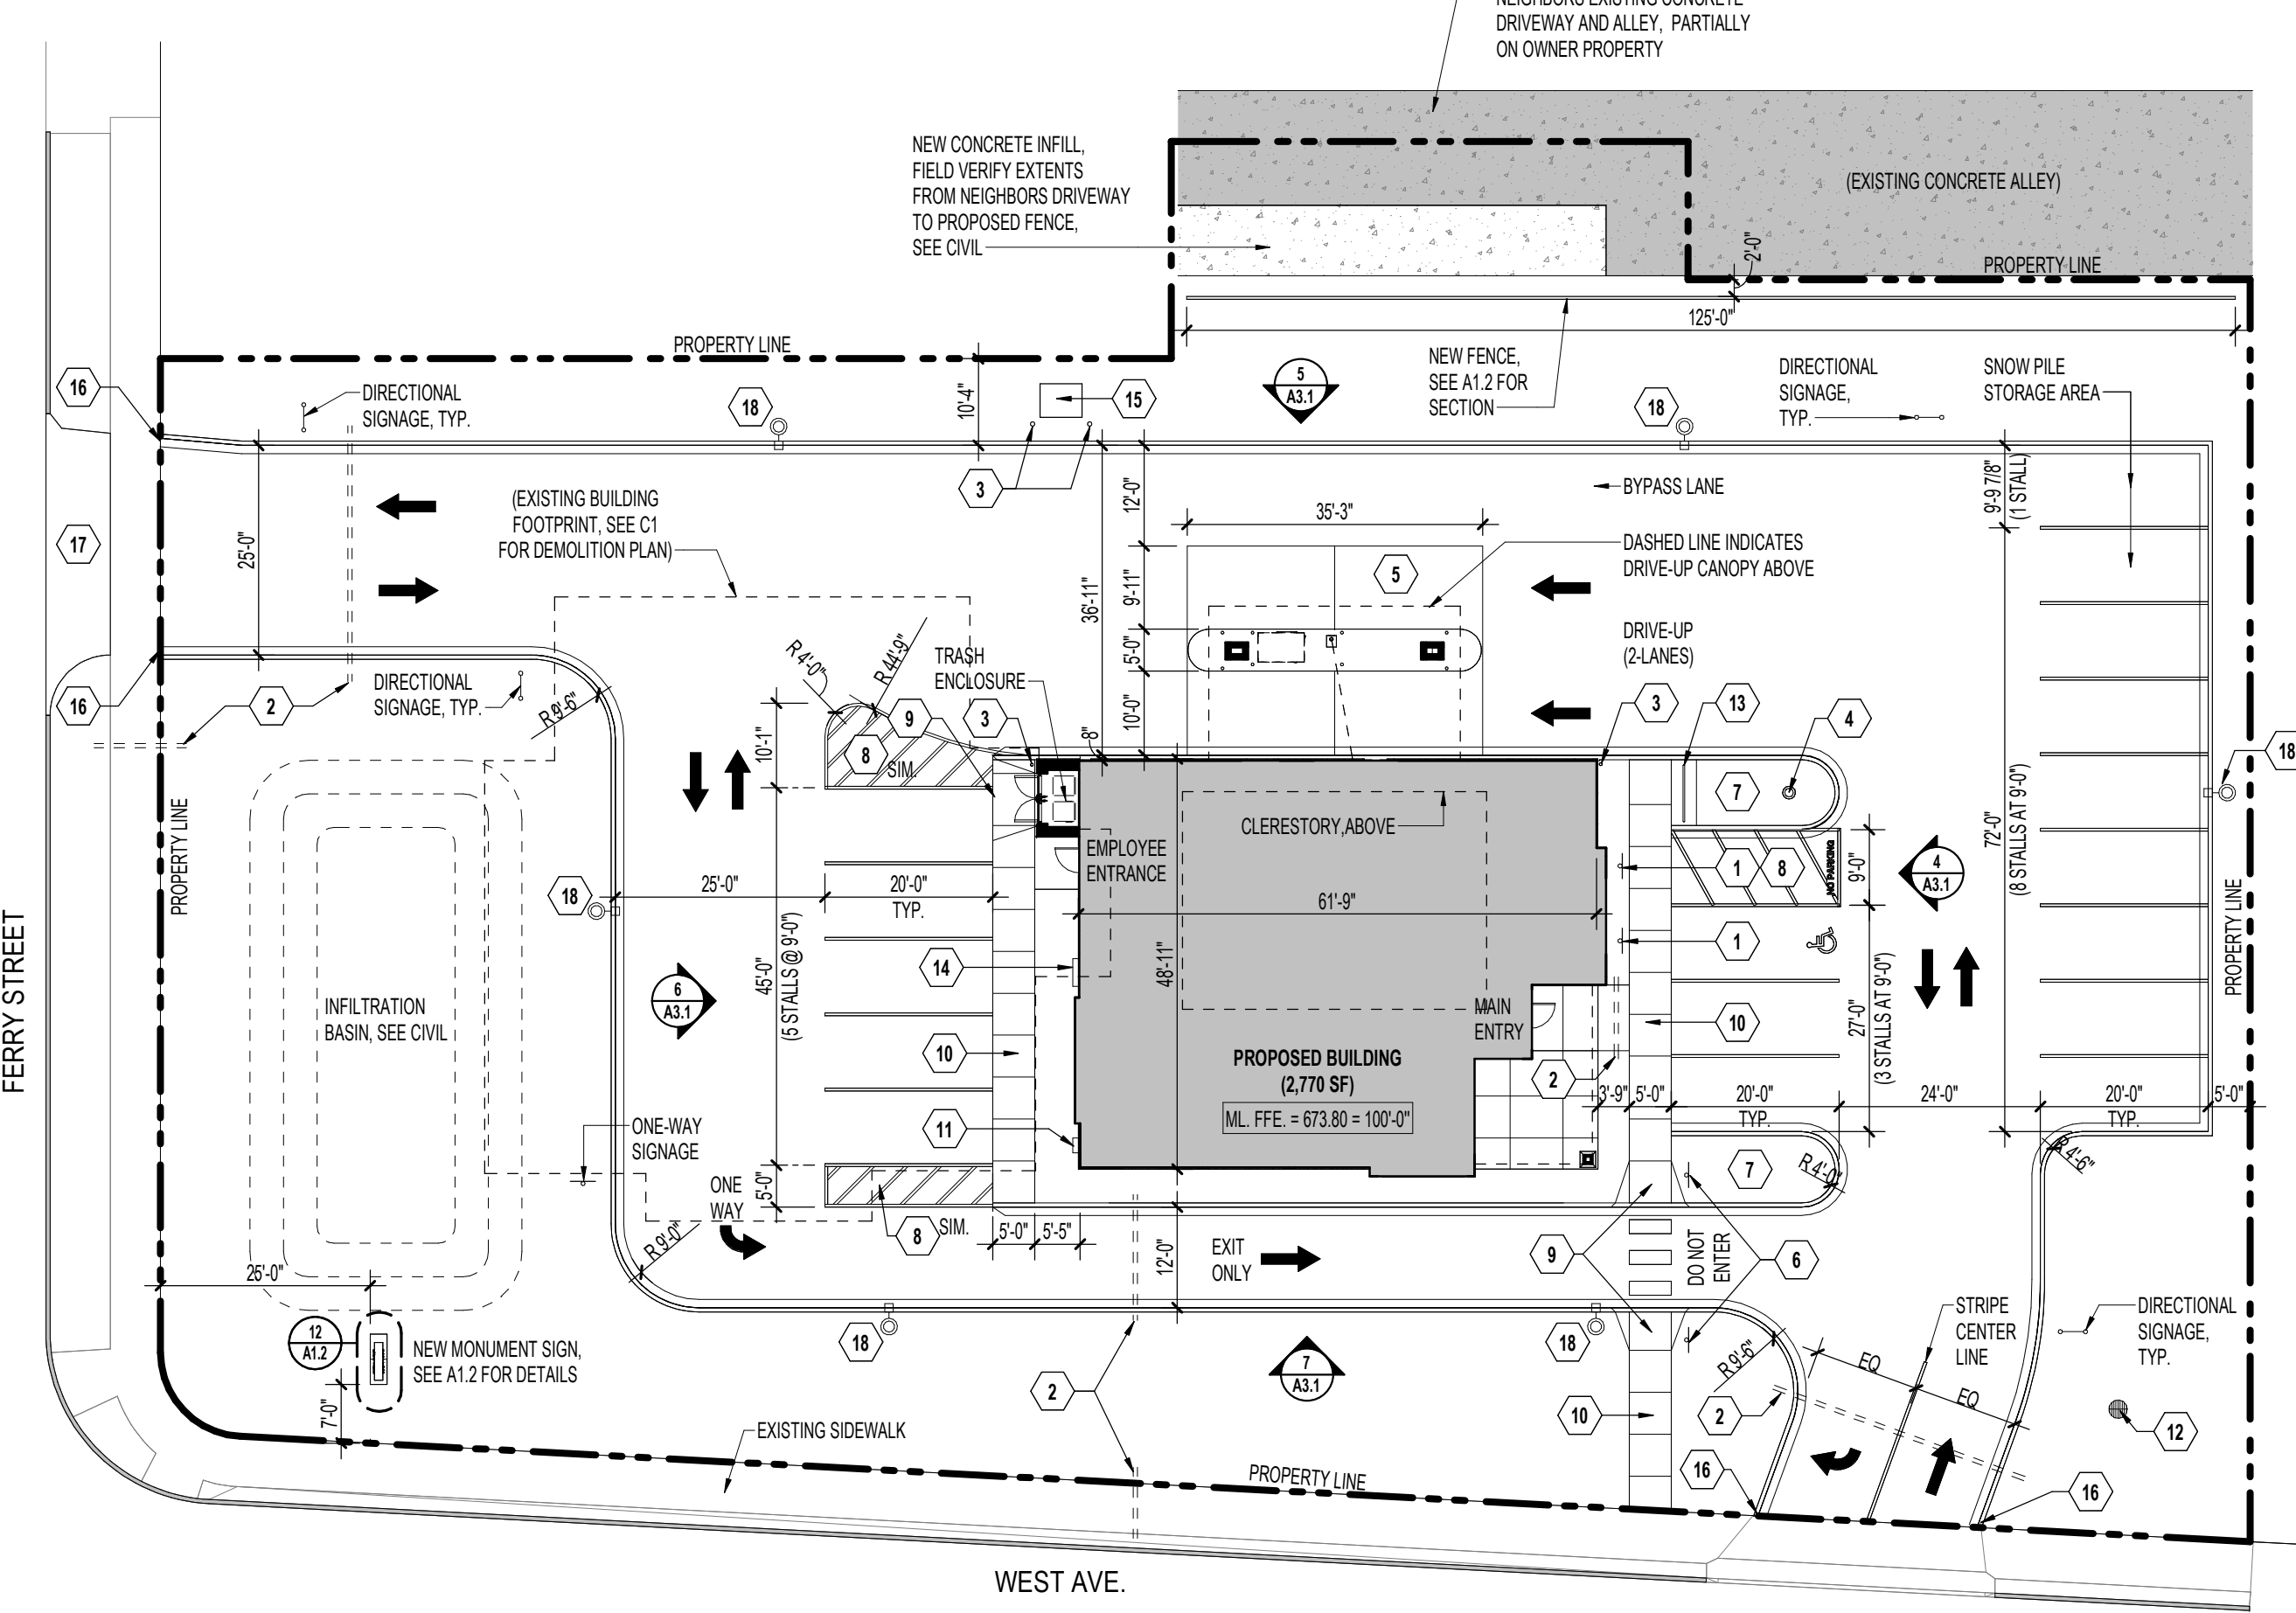 NEIGHBORS EXISTING CONCRETE
DRIVEWAY AND ALLEY, PARTIALLY
ON OWNER PROPERTY
NEW CONCRETE INFILL,
FIELD VERIFY EXTENTS
FROM NEIGHBORS DRIVEWAY
TO PROPOSED FENCE,
SEE CIVIL
(EXISTING CONCRETE ALLEY)
PROPERTY LINE
2'-0"
125'-0"
PROPERTY LINE
16
DIRECTIONAL
SIGNAGE, TYP.
18
10'-4"
15
5
A3.1
NEW FENCE,
SEE A1.2 FOR
SECTION
18
DIRECTIONAL
SIGNAGE,
TYP.
SNOW PILE
STORAGE AREA
3
17
25'-0"
(EXISTING BUILDING
FOOTPRINT, SEE C1
FOR DEMOLITION PLAN)
36'-11"
12'-0"
9'-11"
5'-0"
10'-0"
8"
35'-3"
5
BYPASS LANE
DASHED LINE INDICATES
DRIVE-UP CANOPY ABOVE
DRIVE-UP
(2-LANES)
9'-9 7/8"
(1 STALL)
16
2
DIRECTIONAL
SIGNAGE, TYP.
R 9'-6"
R 4'-0"
R 44'-9"
TRASH
ENCLOSURE
9
3
8
SIM.
10'-1"
3
13
4
7
18
72'-0"
(8 STALLS AT 9'-0")
PROPERTY LINE
CLERESTORY, ABOVE
EMPLOYEE
ENTRANCE
1
8
NO PARKING
9'-0"
4
A3.1
18
25'-0"
20'-0"
TYP.
61'-9"
48'-11"
1
14
45'-0"
(5 STALLS @ 9'-0")
6
A3.1
INFILTRATION
BASIN, SEE CIVIL
FERRY STREET
10
MAIN
ENTRY
PROPOSED BUILDING
(2,770 SF)
ML. FFE. = 673.80 = 100'-0"
10
27'-0"
(3 STALLS AT 9'-0")
PROPERTY LINE
2
3'-9"
5'-0"
20'-0"
TYP.
24'-0"
20'-0"
TYP.
5'-0"
11
ONE-WAY
SIGNAGE
7
R 4'-0"
R 4'-6"
ONE
WAY
5'-0"
8
SIM.
5'-0"
5'-5"
12'-0"
EXIT
ONLY
9
DO NOT
ENTER
6
R 9'-0"
25'-0"
12
A1.2
NEW MONUMENT SIGN,
SEE A1.2 FOR DETAILS
7'-0"
18
18
7
A3.1
2
R 9'-6"
EQ
EQ
STRIPE
CENTER
LINE
DIRECTIONAL
SIGNAGE,
TYP.
10
2
12
EXISTING SIDEWALK
PROPERTY LINE
16
16
WEST AVE.